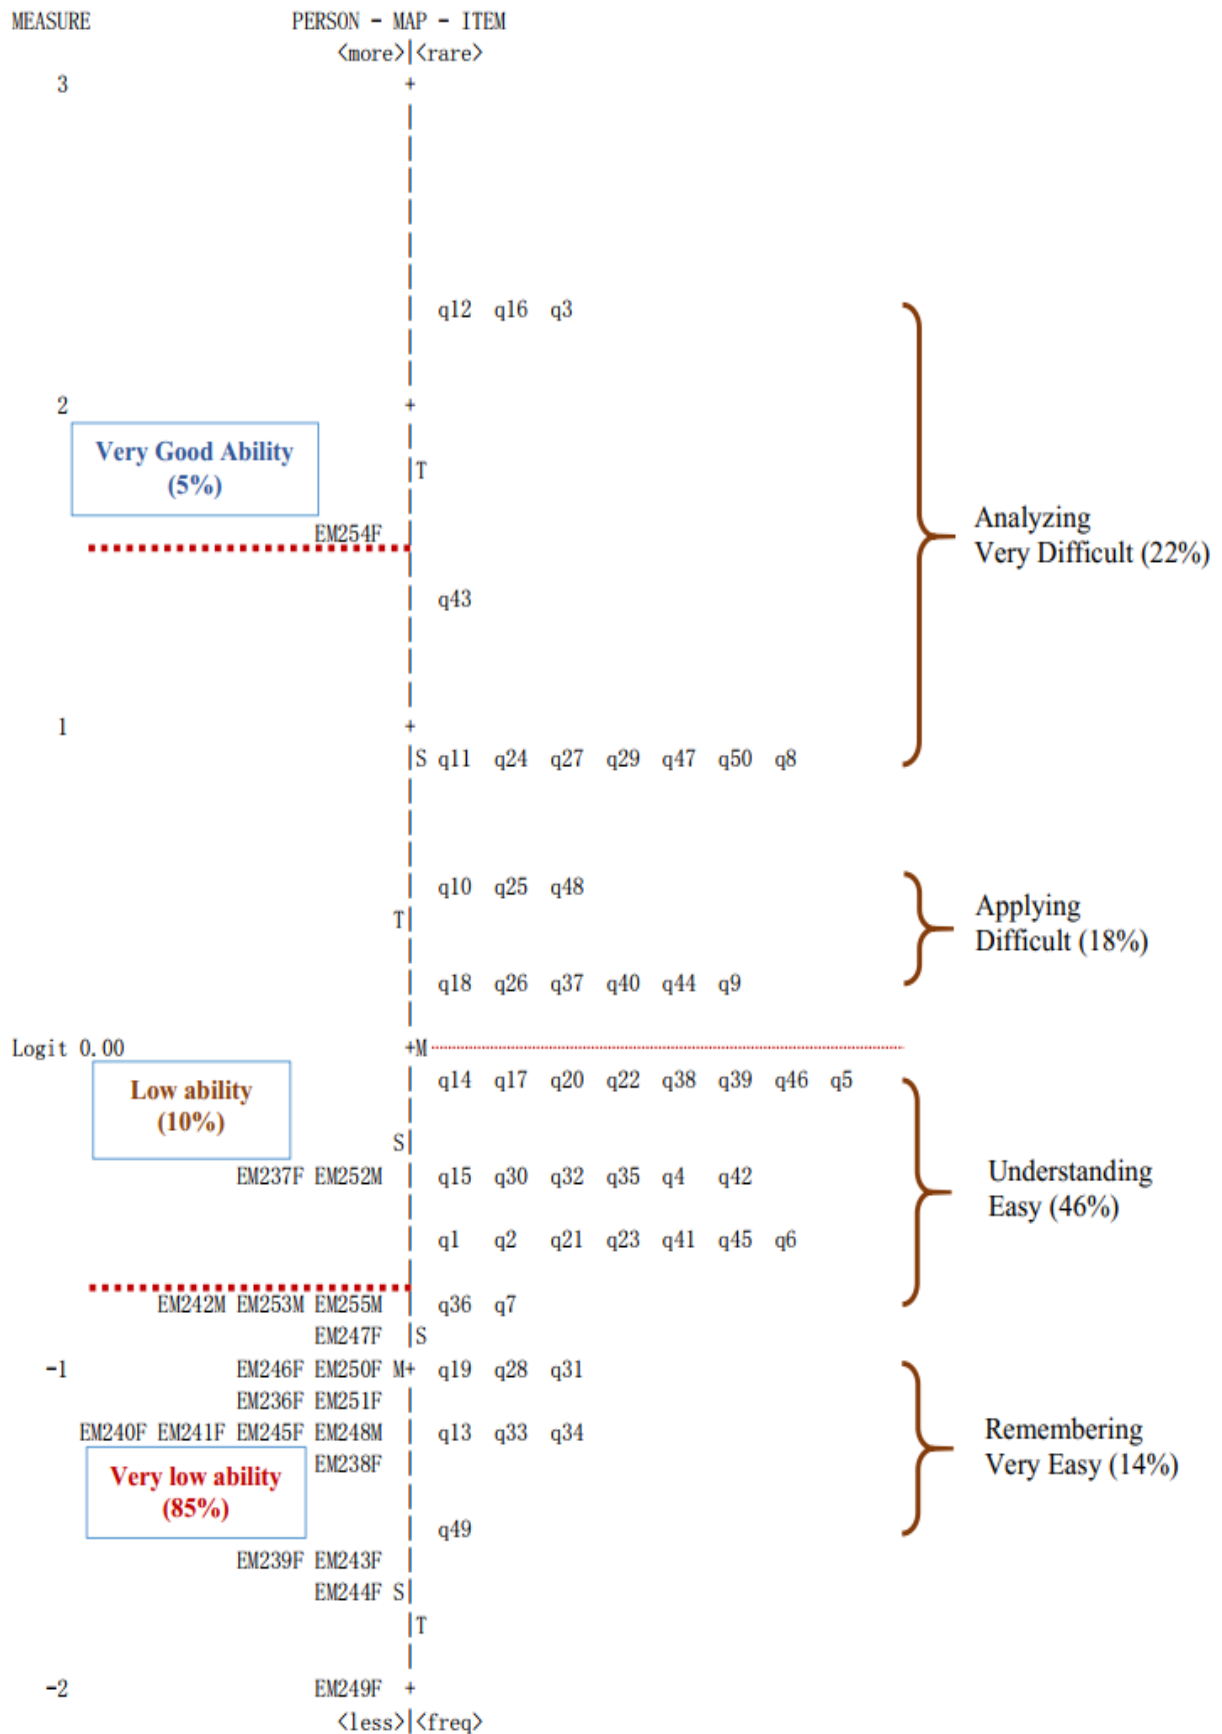 MEASURE PERSON - MAP - ITEM
<more>|<rare>
3 +
|
|
|
|
|
|
| q12 q16 q3
|
|
2 +
Very Good Ability
(5%)
|
|T
|
EM254F |
Analyzing
Very Difficult (22%)
|
| q43
|
|
|
1 +
|S q11 q24 q27 q29 q47 q50 q8
|
|
|
| q10 q25 q48
T|
Applying
Difficult (18%)
|
| q18 q26 q37 q40 q44 q9
|
Logit 0.00 +M
| q14 q17 q20 q22 q38 q39 q46 q5
Low ability
(10%)
|
S|
EM237F EM252M | q15 q30 q32 q35 q4 q42
Understanding
Easy (46%)
|
| q1 q2 q21 q23 q41 q45 q6
|
EM242M EM253M EM255M | q36 q7
EM247F |S
-1 EM246F EM250F M+ q19 q28 q31
EM236F EM251F |
EM240F EM241F EM245F EM248M | q13 q33 q34
Remembering
Very Easy (14%)
EM238F |
Very low ability
(85%)
|
| q49
EM239F EM243F |
EM244F S|
|T
|
-2 EM249F +
<less>|<freq>